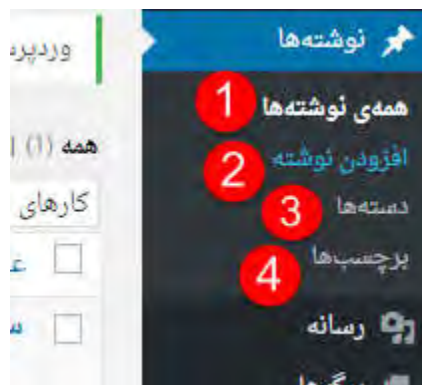 نوشته‌ها
همه‌ی نوشته‌ها
1
افزودن نوشته
2
دسته‌ها
3
برچسب‌ها
4
رسانه
همه (1) |
کارهای